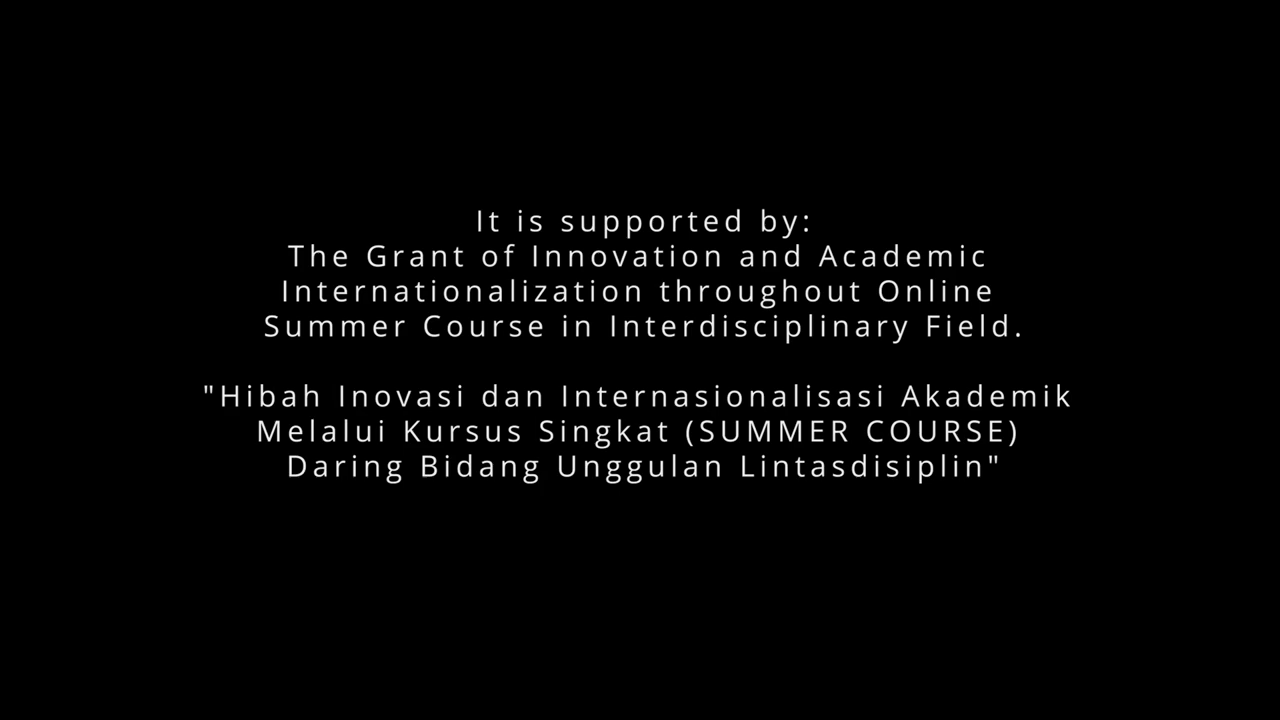 It is supported by:
The Grant of Innovation and Academic
Internationalization throughout Online
Summer Course in Interdisciplinary Field.
"Hibah Inovasi dan Internasionalisasi Akademik
Melalui Kursus Singkat (SUMMER COURSE)
Daring Bidang Unggulan Lintasdisiplin"